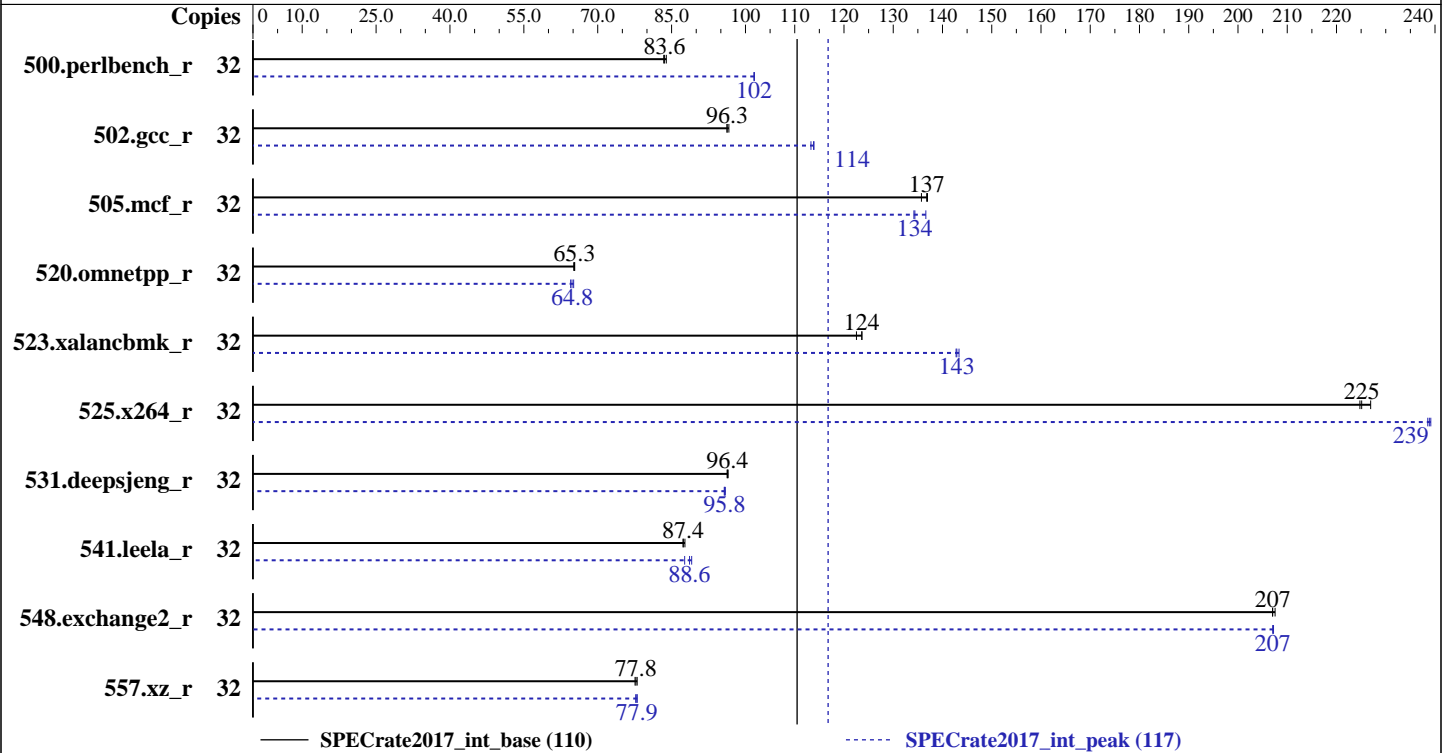 Copies 0 10.0 25.0 40.0 55.0 70.0 85.0 100 110 120 130 140 150 160 170 180 190 200 210 220 240
83.6
500.perlbench_r 32
102
96.3
502.gcc_r 32
114
137
505.mcf_r 32
134
65.3
520.omnetpp_r 32
64.8
124
523.xalancbmk_r 32
143
225
525.x264_r 32
239
96.4
531.deepsjeng_r 32
95.8
87.4
541.leela_r 32
88.6
207
548.exchange2_r 32
207
77.8
557.xz_r 32
77.9
SPECrate2017_int_base (110) SPECrate2017_int_peak (117)